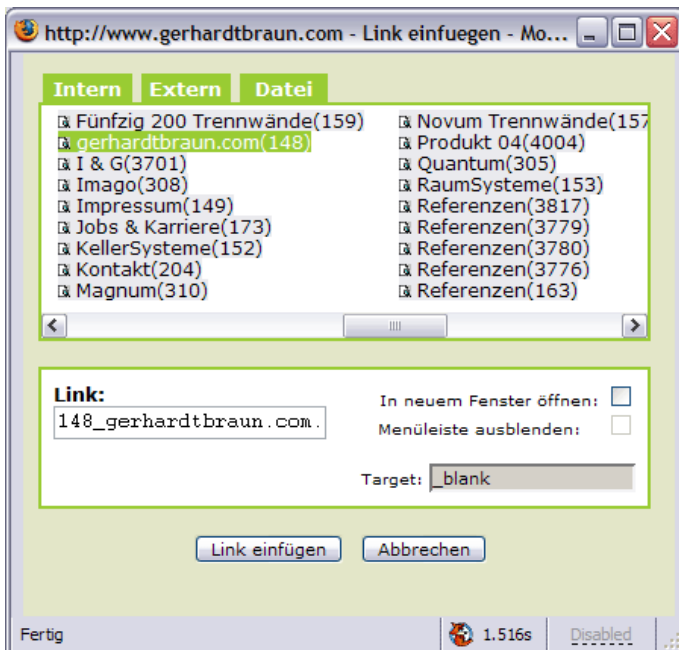 http://www.gerhardtbraun.com - Link einfuegen - Mo...
Intern Extern Datei
Fünfzig 200 Trennwände(159)
gerhardtbraun.com(148)
I & G(3701)
Imago(308)
Impressum(149)
Jobs & Karriere(173)
KellerSysteme(152)
Kontakt(204)
Magnum(310)
Novum Trennwände(157
Produkt 04(4004)
Quantum(305)
RaumSysteme(153)
Referenzen(3817)
Referenzen(3779)
Referenzen(3780)
Referenzen(3776)
Referenzen(163)
Link:
148_gerhardtbraun.com.
In neuem Fenster öffnen:
Menüleiste ausblenden:
Target: _blank
Link einfügen Abbrechen
Fertig 1.516s Disabled